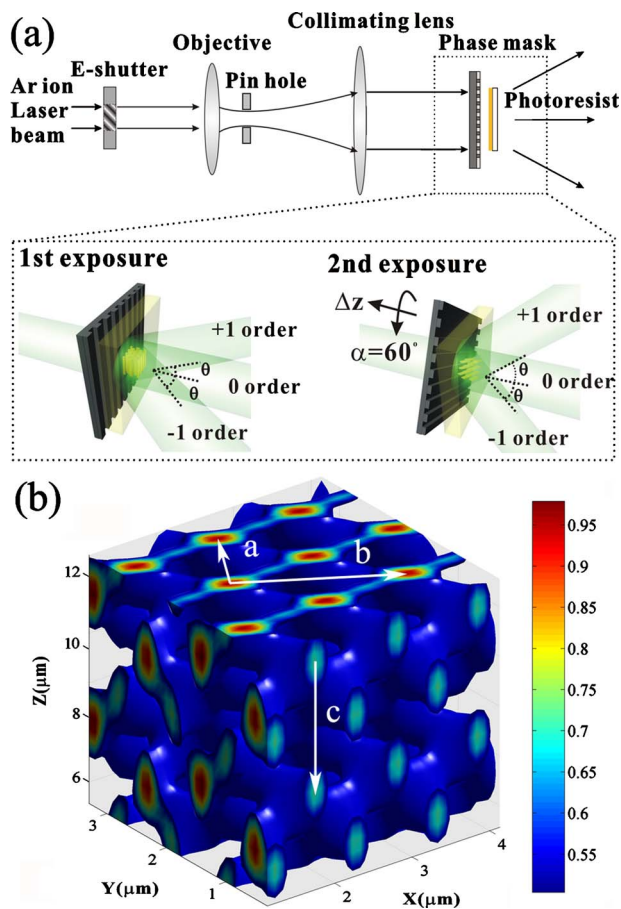 (a)
Collimating lens
Objective
Phase mask
E-shutter
Pin hole
Ar ion
Laser
beam
Photoresist
1st exposure
2nd exposure
+1 order
θ
0 order
θ
-1 order
Δz
α=60°
+1 order
θ
0 order
θ
-1 order
(b)
a
b
c
Z(μm)
12
10
8
6
Y(μm)
3
2
1
X(μm)
2
3
4
0.95
0.9
0.85
0.8
0.75
0.7
0.65
0.6
0.55